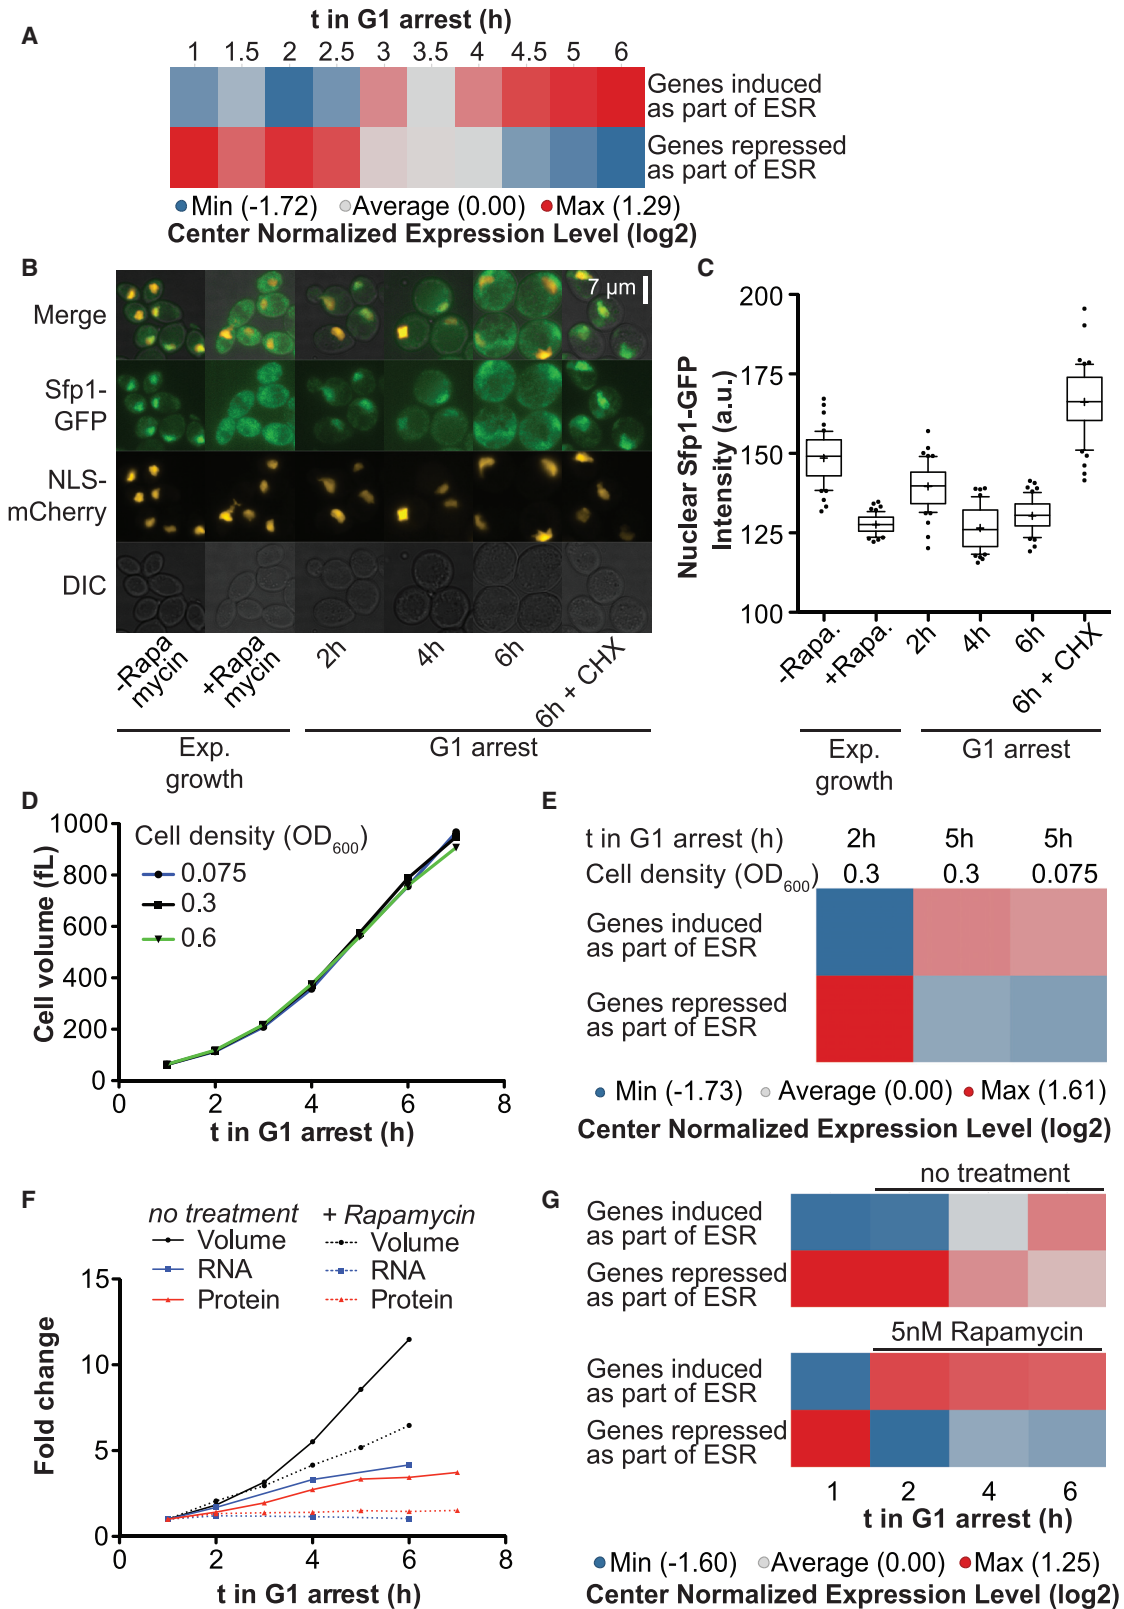 A
t in G1 arrest (h)
1 1.5 2 2.5 3 3.5 4 4.5 5 6
Genes induced
as part of ESR
Genes repressed
as part of ESR
Min (-1.72) Average (0.00) Max (1.29)
Center Normalized Expression Level (log2)
B
Merge
7 µm
Sfp1-
GFP
NLS-
mCherry
DIC
-Rapa
mycin
+Rapa
mycin
2h
4h
6h
6h + CHX
Exp.
growth
G1 arrest
C
Nuclear Sfp1-GFP
Intensity (a.u.)
200
175
150
125
100
-Rapa.
+Rapa.
2h
4h
6h
6h + CHX
Exp.
growth
G1 arrest
D
Cell volume (fL)
1000
800
600
400
200
0
Cell density (OD600)
0.075
0.3
0.6
0 2 4 6 8
t in G1 arrest (h)
E
t in G1 arrest (h) 2h 5h 5h
Cell density (OD600) 0.3 0.3 0.075
Genes induced
as part of ESR
Genes repressed
as part of ESR
Min (-1.73) Average (0.00) Max (1.61)
Center Normalized Expression Level (log2)
F
no treatment + Rapamycin
Volume Volume
RNA RNA
Protein Protein
Fold change
15
10
5
0
0 2 4 6 8
t in G1 arrest (h)
G
no treatment
Genes induced
as part of ESR
Genes repressed
as part of ESR
5nM Rapamycin
Genes induced
as part of ESR
Genes repressed
as part of ESR
1 2 4 6
t in G1 arrest (h)
Min (-1.60) Average (0.00) Max (1.25)
Center Normalized Expression Level (log2)